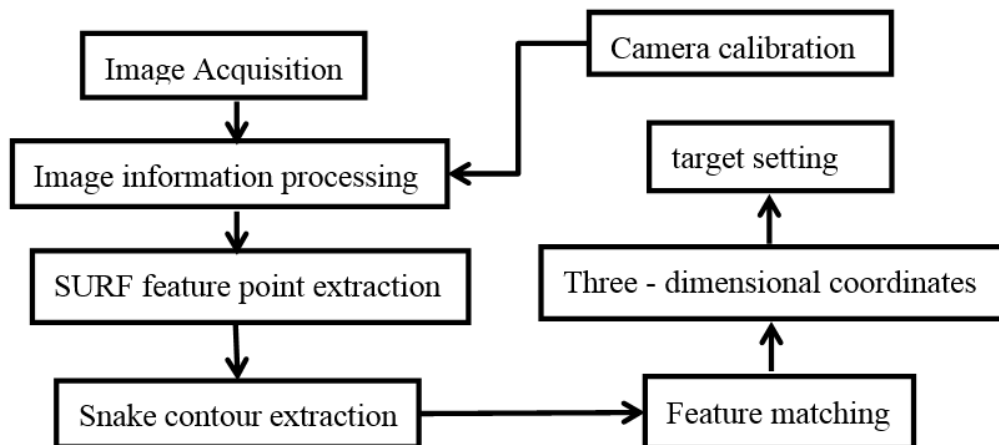 Image Acquisition
Camera calibration
Image information processing
target setting
SURF feature point extraction
Three - dimensional coordinates
Snake contour extraction
Feature matching